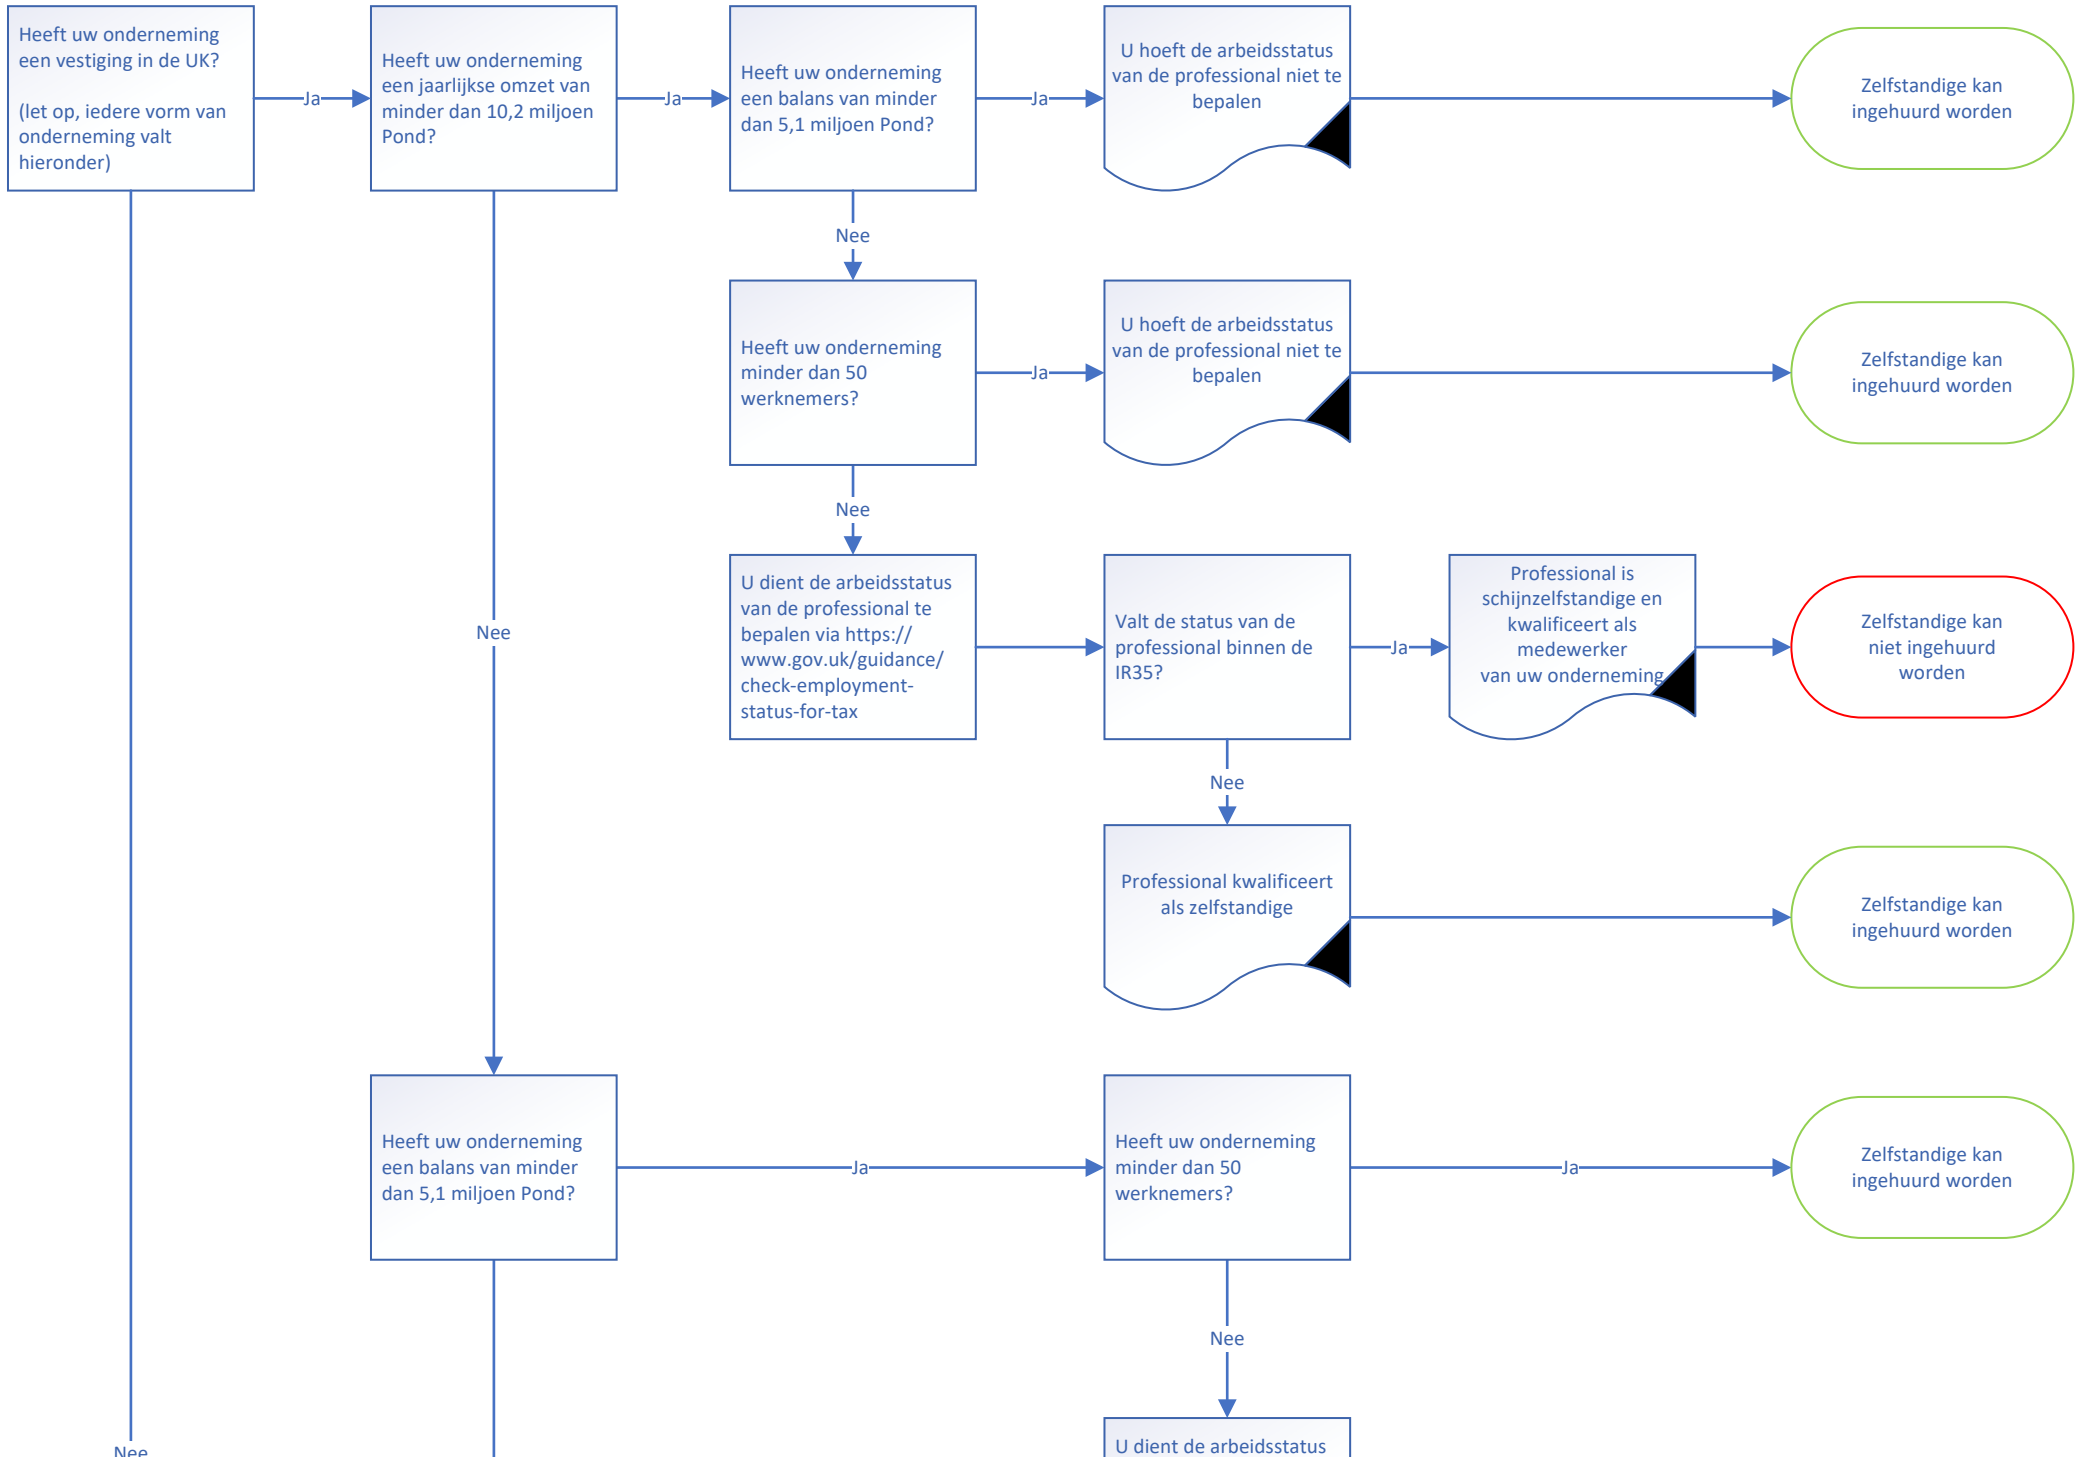 Heeft uw onderneming
een vestiging in de UK?
(let op, iedere vorm van
onderneming valt
hieronder)
Ja
Heeft uw onderneming
een jaarlijkse omzet van
minder dan 10,2 miljoen
Pond?
Ja
Heeft uw onderneming
een balans van minder
dan 5,1 miljoen Pond?
Ja
U hoeft de arbeidsstatus
van de professional niet te
bepalen
Zelfstandige kan
ingehuurd worden
Nee
Heeft uw onderneming
minder dan 50
werknemers?
Ja
U hoeft de arbeidsstatus
van de professional niet te
bepalen
Zelfstandige kan
ingehuurd worden
Nee
U dient de arbeidsstatus
van de professional te
bepalen via https://
www.gov.uk/guidance/
check-employment-
status-for-tax
Valt de status van de
professional binnen de
IR35?
Ja
Professional is
schijnzelfstandige en
kwalificeert als
medewerker
van uw onderneming
Zelfstandige kan
niet ingehuurd
worden
Nee
Nee
Professional kwalificeert
als zelfstandige
Zelfstandige kan
ingehuurd worden
Heeft uw onderneming
een balans van minder
dan 5,1 miljoen Pond?
Ja
Heeft uw onderneming
minder dan 50
werknemers?
Ja
Zelfstandige kan
ingehuurd worden
Nee
U dient de arbeidsstatus
Nee